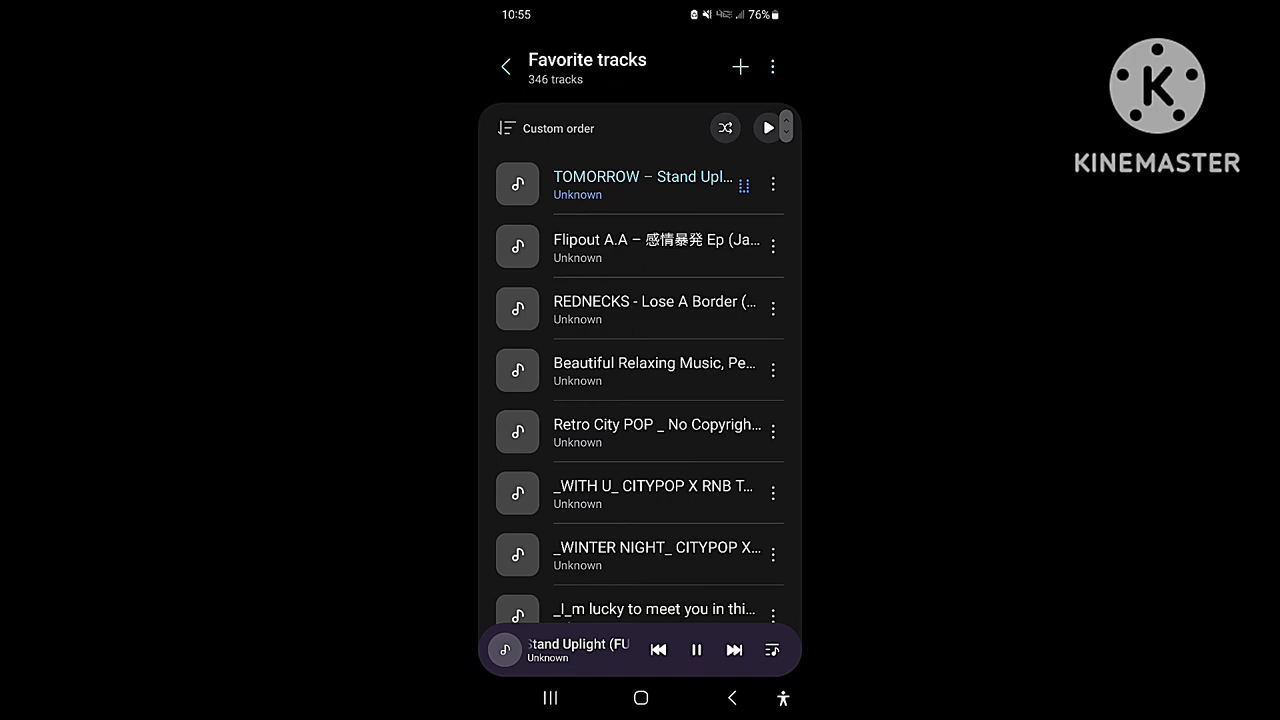 10:55
76%
Favorite tracks
346 tracks
KINEMASTER
Custom order
TOMORROW – Stand Upl...
Unknown
Flipout A.A – 感情暴発 Ep (Ja...
Unknown
REDNECKS - Lose A Border (...
Unknown
Beautiful Relaxing Music, Pe...
Unknown
Retro City POP _ No Copyrigh...
Unknown
_WITH U_ CITYPOP X RNB T...
Unknown
_WINTER NIGHT_ CITYPOP X...
Unknown
_I_m lucky to meet you in thi...
Stand Uplight (FU
Unknown